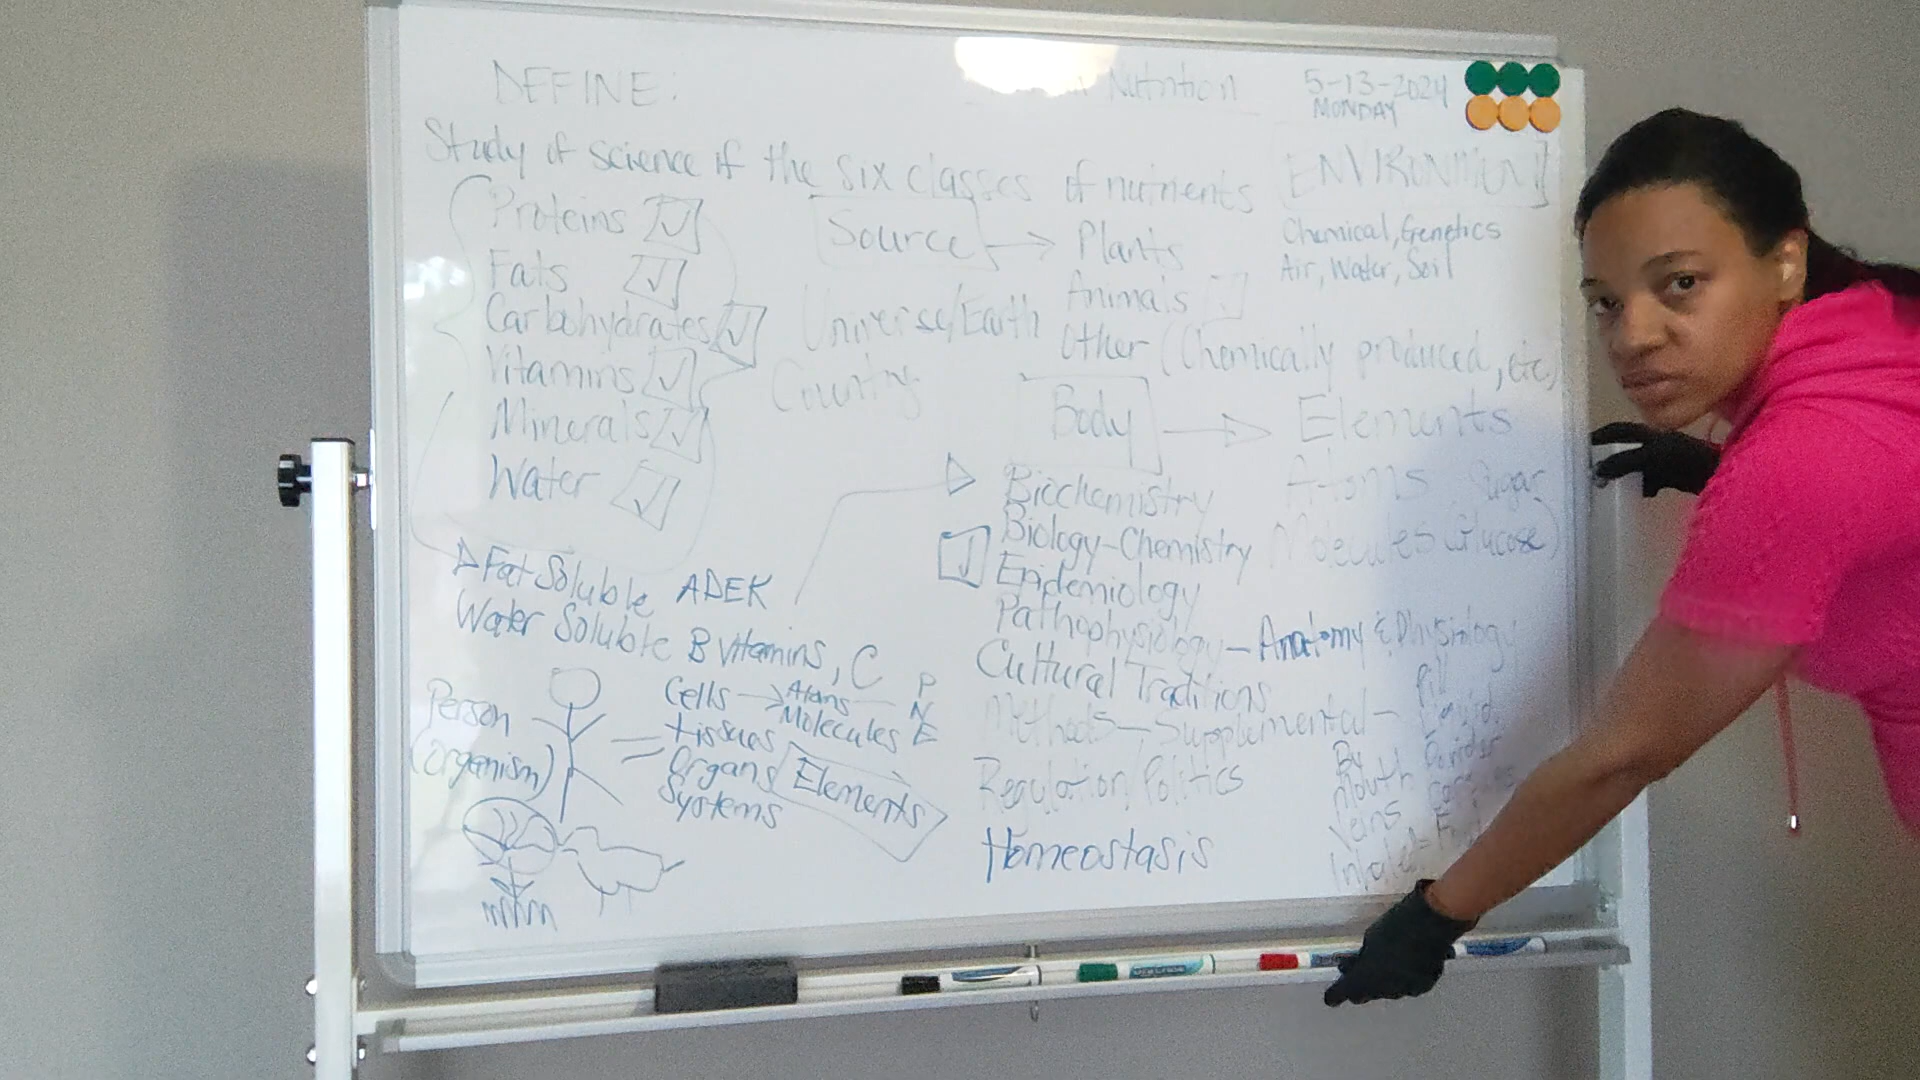 DEFINE:
Nutrition
5-13-2024
MONDAY
Study of science of the six classes of nutrients
Proteins
Fats
Carbohydrates
Vitamins
Minerals
Water
Source
Universe/Earth
Country
Plants
Animals
Other (Chemically produced, etc)
ENVIRONMENT
Chemical, Genetics
Air, Water, Soil
Body
Elements
Atoms Sugar
Molecules Glucose)
Biochemistry
Biology-Chemistry
Epidemiology
Pathophysiology - Anatomy & Physiology
Cultural Traditions
Methods - Supplemental -
Pill
Liquid
Powder
By
mouth
Veins
Regulation, Politics
Homeostasis
Fat Soluble ADEK
Water Soluble B vitamins, C
Person
(organism)
=
Cells
tissues
Organs
Systems
Atoms
Molecules
P
N
E
Elements